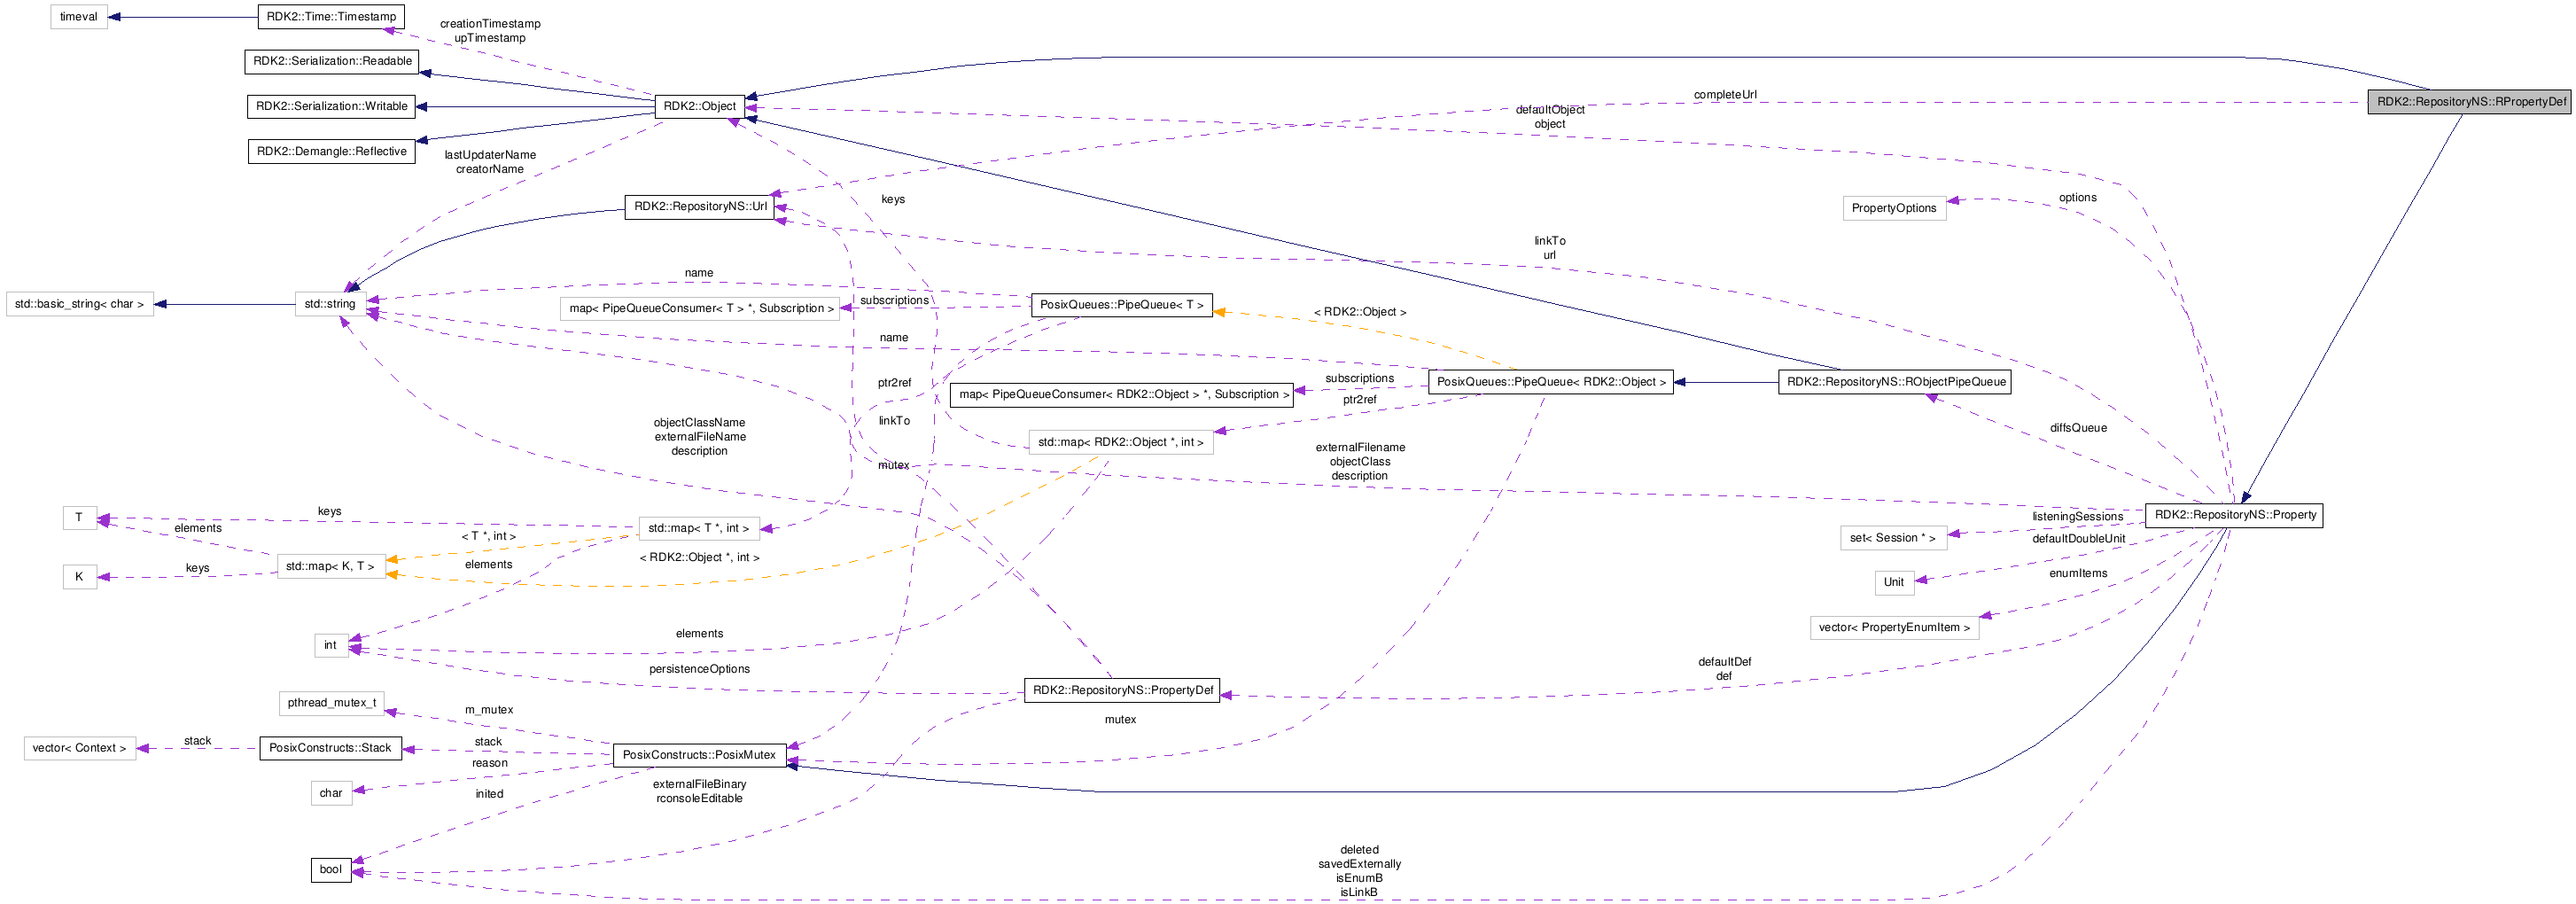 timeval
RDK2::Time::Timestamp
creationTimestamp
upTimestamp
RDK2::Serialization::Readable
RDK2::Serialization::Writable
RDK2::Demangle::Reflective
RDK2::Object
lastUpdaterName
creatorName
completeUrl
defaultObject
object
RDK2::RepositoryNS::RPropertyDef
RDK2::RepositoryNS::Url
keys
PropertyOptions
options
linkTo
url
std::basic_string< char >
std::string
name
map< PipeQueueConsumer< T > *, Subscription >
subscriptions
PosixQueues::PipeQueue< T >
< RDK2::Object >
name
ptr2ref
map< PipeQueueConsumer< RDK2::Object > *, Subscription >
subscriptions
ptr2ref
PosixQueues::PipeQueue< RDK2::Object >
RDK2::RepositoryNS::RObjectPipeQueue
diffsQueue
linkTo
objectClassName
externalFileName
description
std::map< RDK2::Object *, int >
mutex
externalFilename
objectClass
description
RDK2::RepositoryNS::Property
listeningSessions
set< Session * >
defaultDoubleUnit
Unit
enumItems
vector< PropertyEnumItem >
T
keys
elements
std::map< T *, int >
< T *, int >
< RDK2::Object *, int >
K
keys
std::map< K, T >
elements
int
elements
persistenceOptions
RDK2::RepositoryNS::PropertyDef
defaultDef
def
pthread_mutex_t
m_mutex
mutex
vector< Context >
stack
PosixConstructs::Stack
stack
reason
PosixConstructs::PosixMutex
char
inited
externalFileBinary
rconsoleEditable
bool
deleted
savedExternally
isEnumB
isLinkB